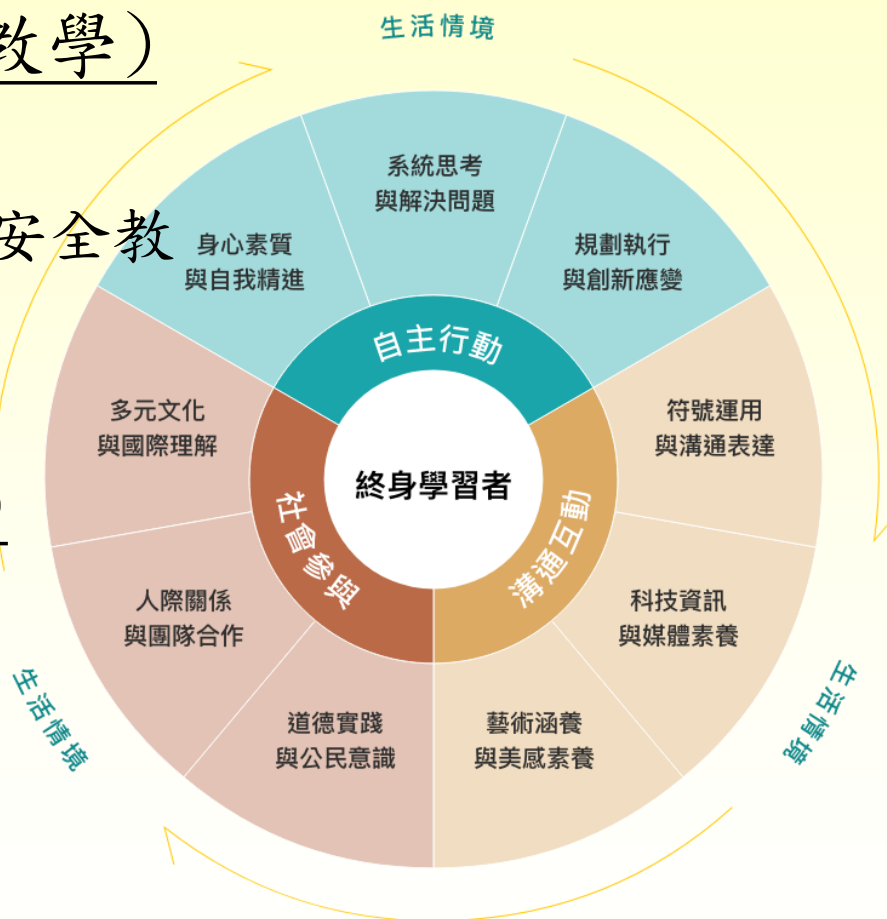 教學）
安全教
）
生活情境
系統思考
與解決問題
身心素質
與自我精進
規劃執行
與創新應變
自主行動
多元文化
與國際理解
符號運用
與溝通表達
終身學習者
社會參與
溝通互動
人際關係
與團隊合作
科技資訊
與媒體素養
道德實踐
與公民意識
藝術涵養
與美感素養
生活情境
生活情境